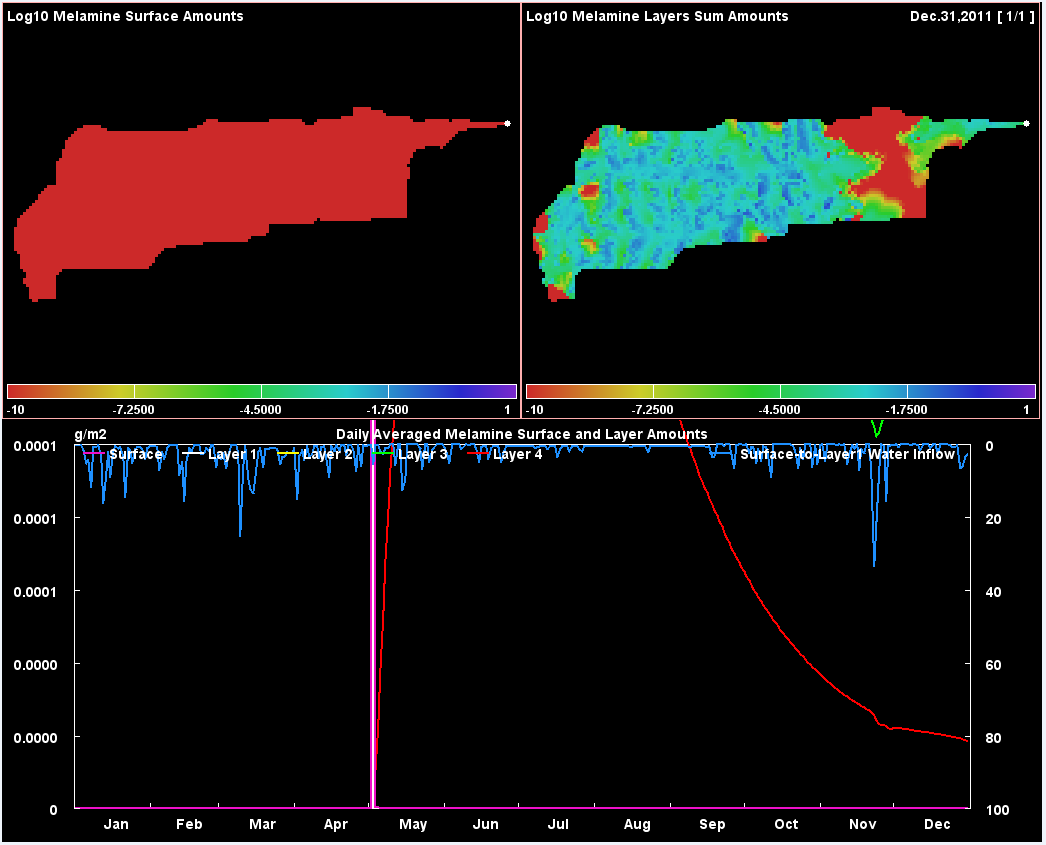 Log10 Melamine Surface Amounts
Log10 Melamine Layers Sum Amounts Dec.31,2011 [ 1/1 ]
-10 -7.2500 -4.5000 -1.7500 1
-10 -7.2500 -4.5000 -1.7500 1
g/m2 Daily Averaged Melamine Surface and Layer Amounts
Surface Layer 1 Layer 2 Layer 3 Layer 4 Surface-to-Layer1 Water Inflow
0.0001 0
0.0001 20
0.0001 40
0.0000 60
0.0000 80
0 100
Jan Feb Mar Apr May Jun Jul Aug Sep Oct Nov Dec